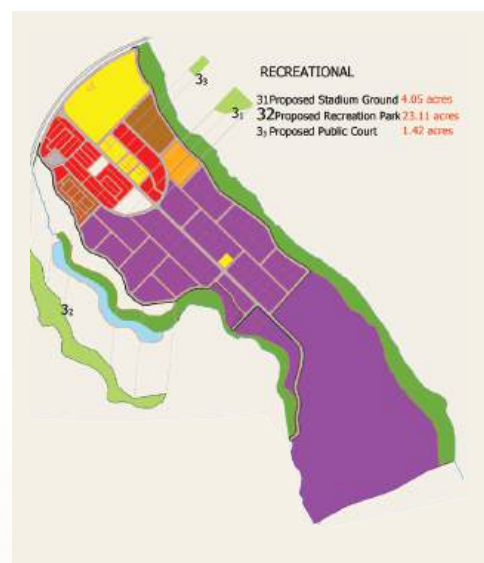 RECREATIONAL
31Proposed Stadium Ground 4.05 acres
32Proposed Recreation Park 23.11 acres
3₃ Proposed Public Court 1.42 acres
3₃
3₁
3₂